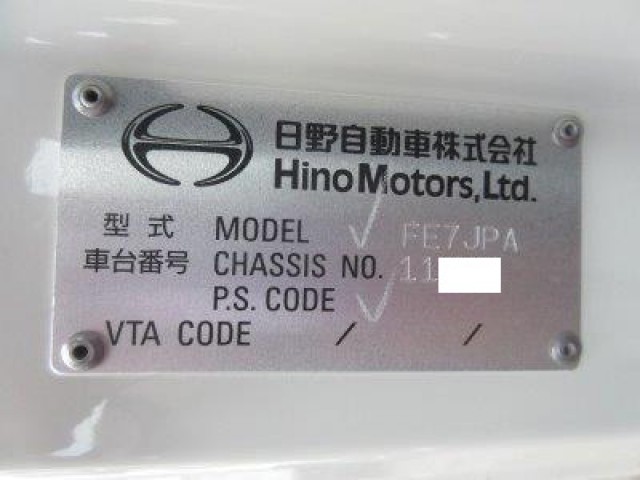 日野自動車株式会社
Hino Motors, Ltd.
型式 MODEL FE7JPA
車台番号 CHASSIS NO. 11
P.S. CODE
VTA CODE / /